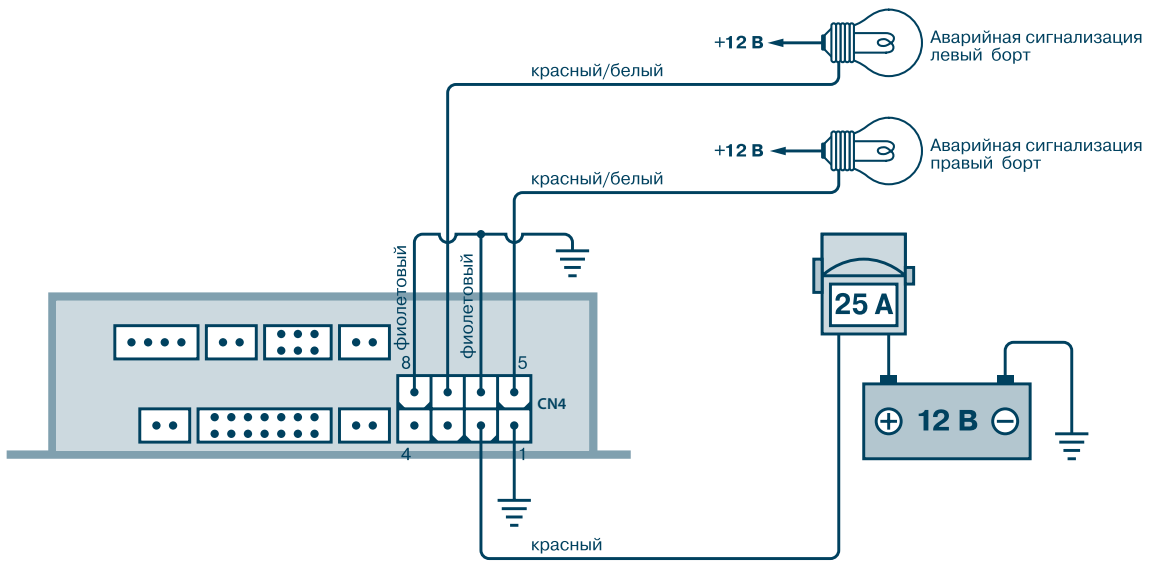 +12 В
Аварийная сигнализация
левый борт
красный/белый
+12 В
Аварийная сигнализация
правый борт
красный/белый
фиолетовый
фиолетовый
25 А
8
5
CN4
12 В
4
1
красный